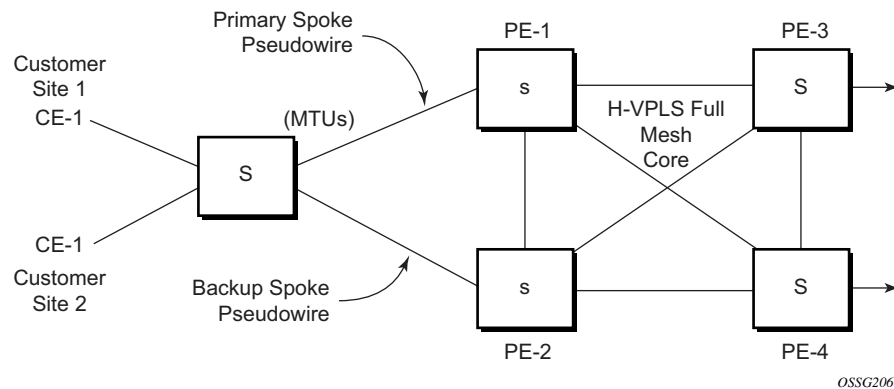 Primary Spoke
Pseudowire
PE-1
PE-3
Customer
Site 1
CE-1
(MTUs)
s
S
H-VPLS Full
Mesh
Core
S
CE-1
Customer
Site 2
Backup Spoke
Pseudowire
s
S
PE-2
PE-4
OSSG206